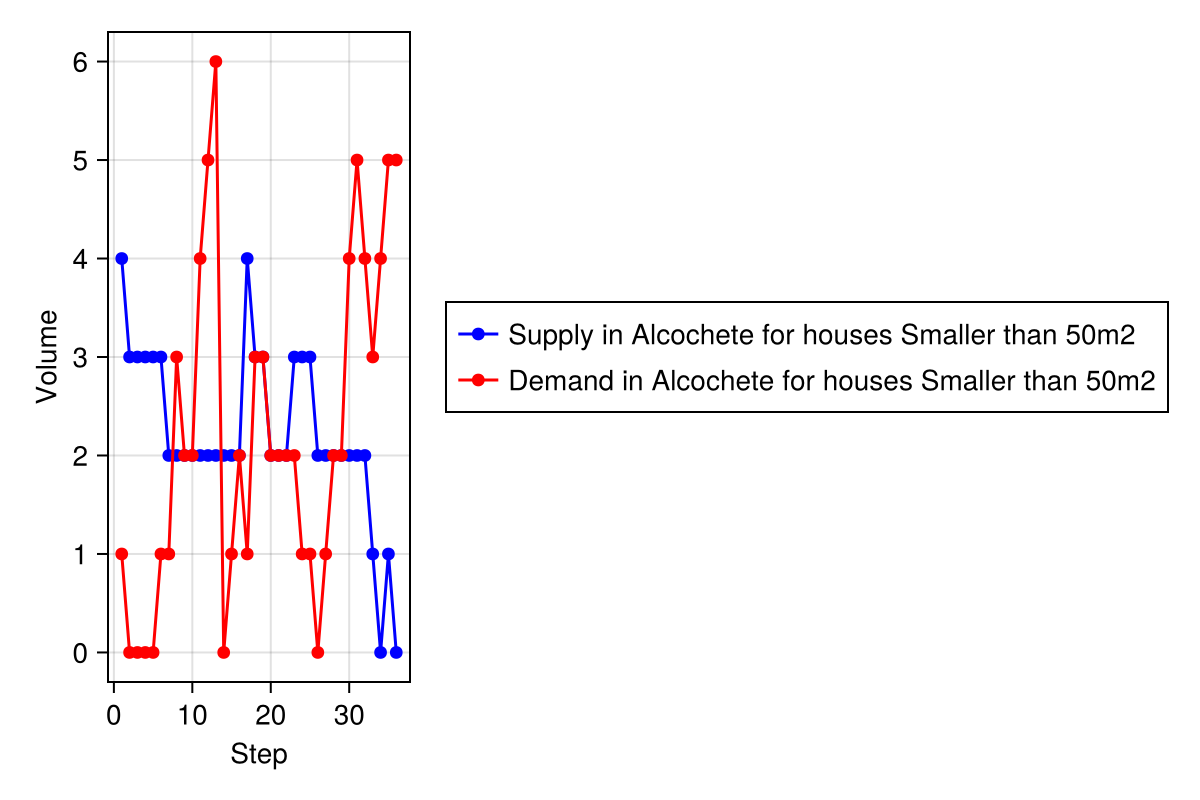 6
5
4
3
2
1
0
Volume
0 10 20 30
Step
Supply in Alcochete for houses Smaller than 50m2
Demand in Alcochete for houses Smaller than 50m2